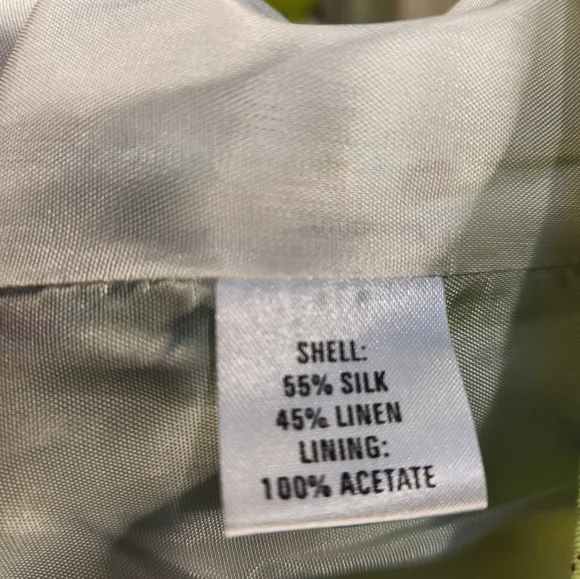 SHELL:
55% SILK
45% LINEN
LINING:
100% ACETATE